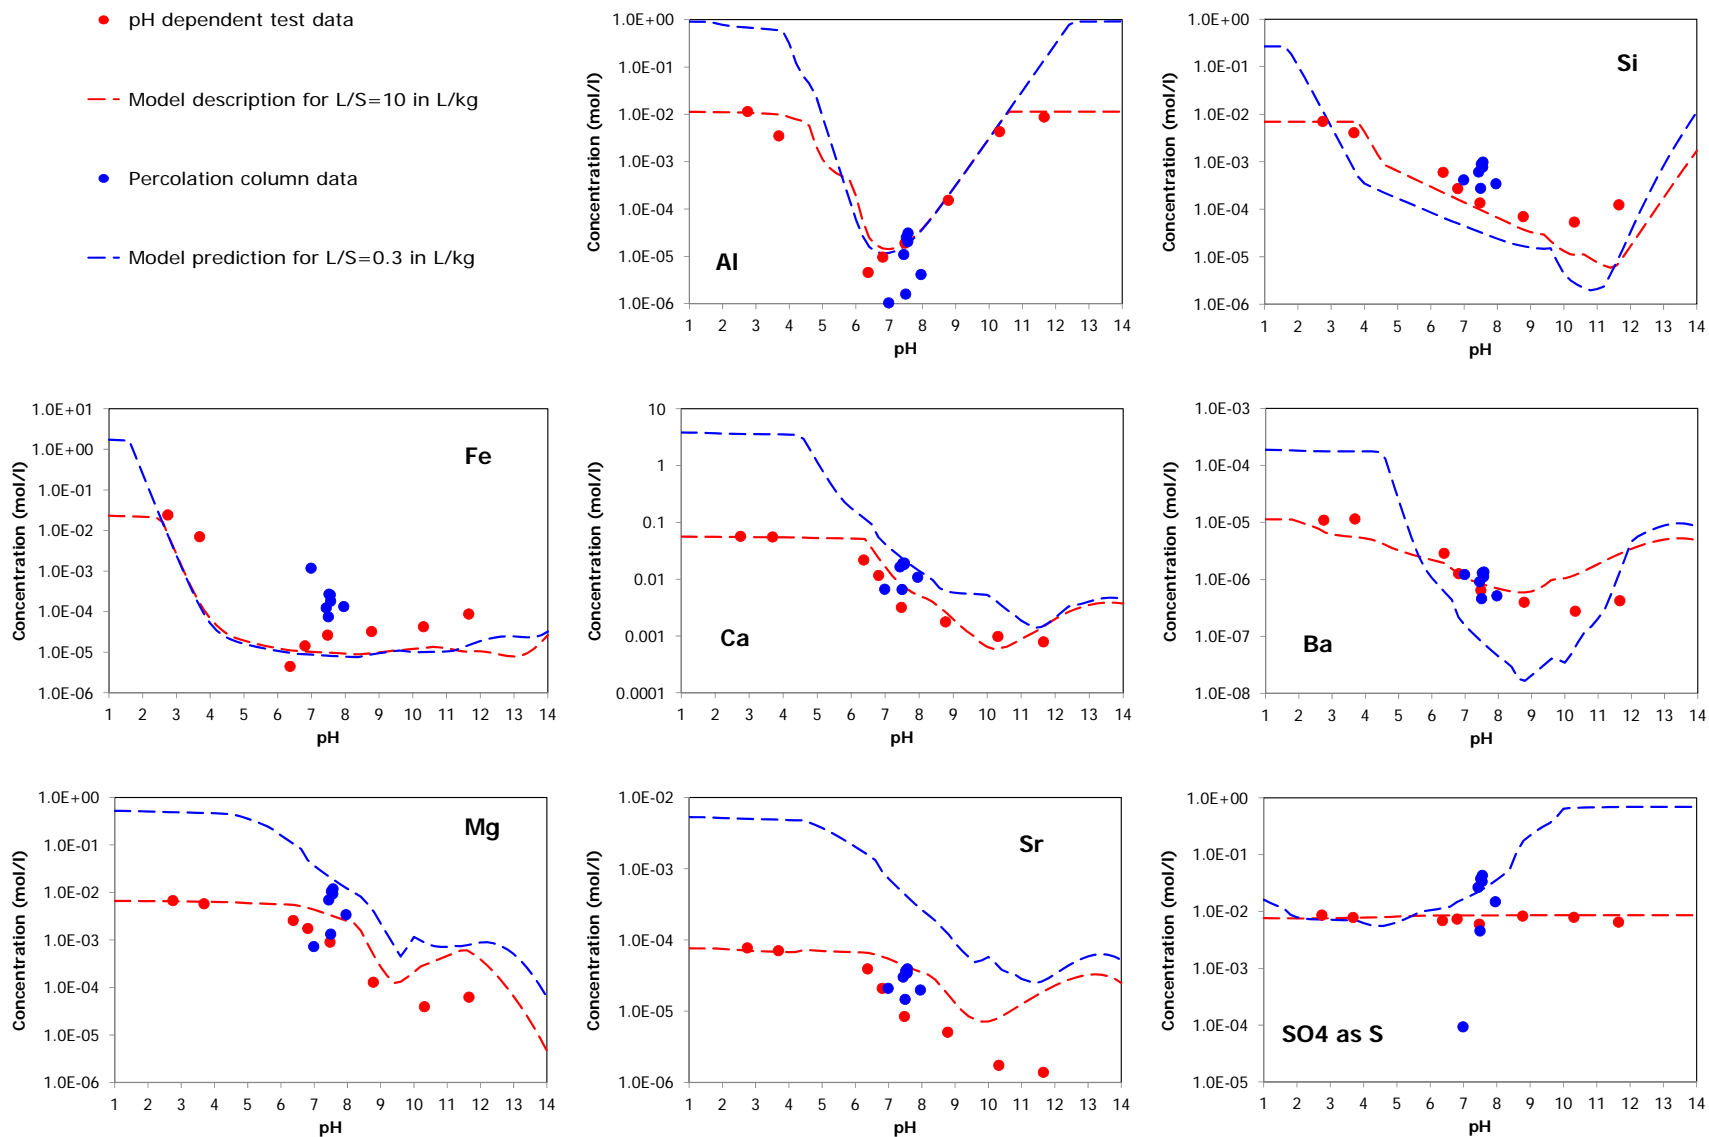 pH dependent test data
Model description for L/S=10 in L/kg
Percolation column data
Model prediction for L/S=0.3 in L/kg
1.0E+00
1.0E-01
1.0E-02
1.0E-03
1.0E-04
1.0E-05
1.0E-06
Concentration (mol/l)
Al
1 2 3 4 5 6 7 8 9 10 11 12 13 14
pH
1.0E+00
1.0E-01
1.0E-02
1.0E-03
1.0E-04
1.0E-05
1.0E-06
Concentration (mol/l)
Si
1 2 3 4 5 6 7 8 9 10 11 12 13 14
pH
1.0E+01
1.0E+00
1.0E-01
1.0E-02
1.0E-03
1.0E-04
1.0E-05
1.0E-06
Concentration (mol/l)
Fe
1 2 3 4 5 6 7 8 9 10 11 12 13 14
pH
10
1
0.1
0.01
0.001
0.0001
Concentration (mol/l)
Ca
1 2 3 4 5 6 7 8 9 10 11 12 13 14
pH
1.0E-03
1.0E-04
1.0E-05
1.0E-06
1.0E-07
1.0E-08
Concentration (mol/l)
Ba
1 2 3 4 5 6 7 8 9 10 11 12 13 14
pH
1.0E+00
1.0E-01
1.0E-02
1.0E-03
1.0E-04
1.0E-05
1.0E-06
Concentration (mol/l)
Mg
1 2 3 4 5 6 7 8 9 10 11 12 13 14
pH
1.0E-02
1.0E-03
1.0E-04
1.0E-05
1.0E-06
Concentration (mol/l)
Sr
1 2 3 4 5 6 7 8 9 10 11 12 13 14
pH
1.0E+00
1.0E-01
1.0E-02
1.0E-03
1.0E-04
1.0E-05
Concentration (mol/l)
SO4 as S
1 2 3 4 5 6 7 8 9 10 11 12 13 14
pH